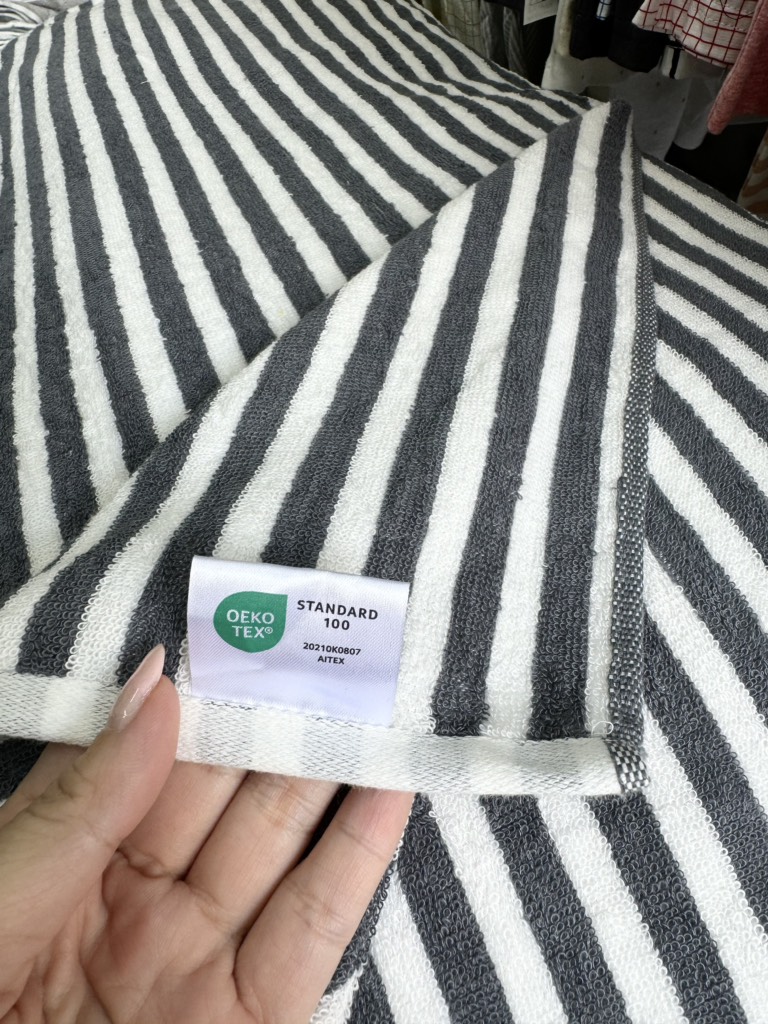 OEKO
TEX®
STANDARD
100
20210K0807
AITEX